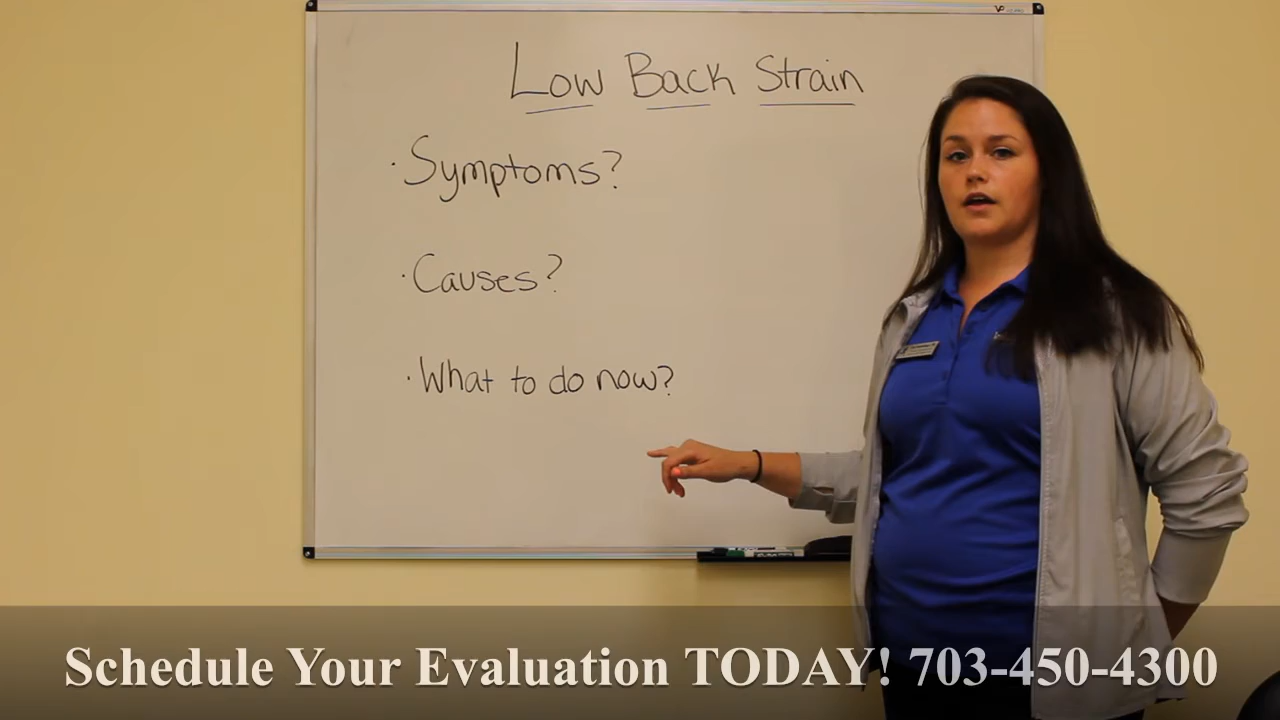 Low Back Strain
· Symptoms?
· Causes?
· What to do now?
Schedule Your Evaluation TODAY! 703-450-4300